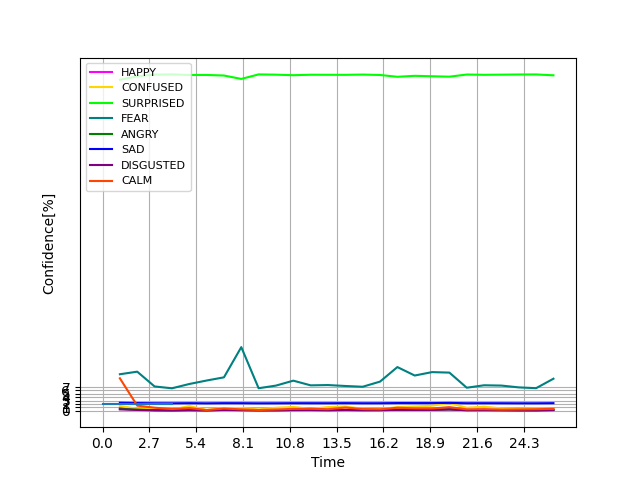 HAPPY
CONFUSED
SURPRISED
FEAR
ANGRY
SAD
DISGUSTED
CALM
Confidence[%]
0.0 2.7 5.4 8.1 10.8 13.5 16.2 18.9 21.6 24.3
Time